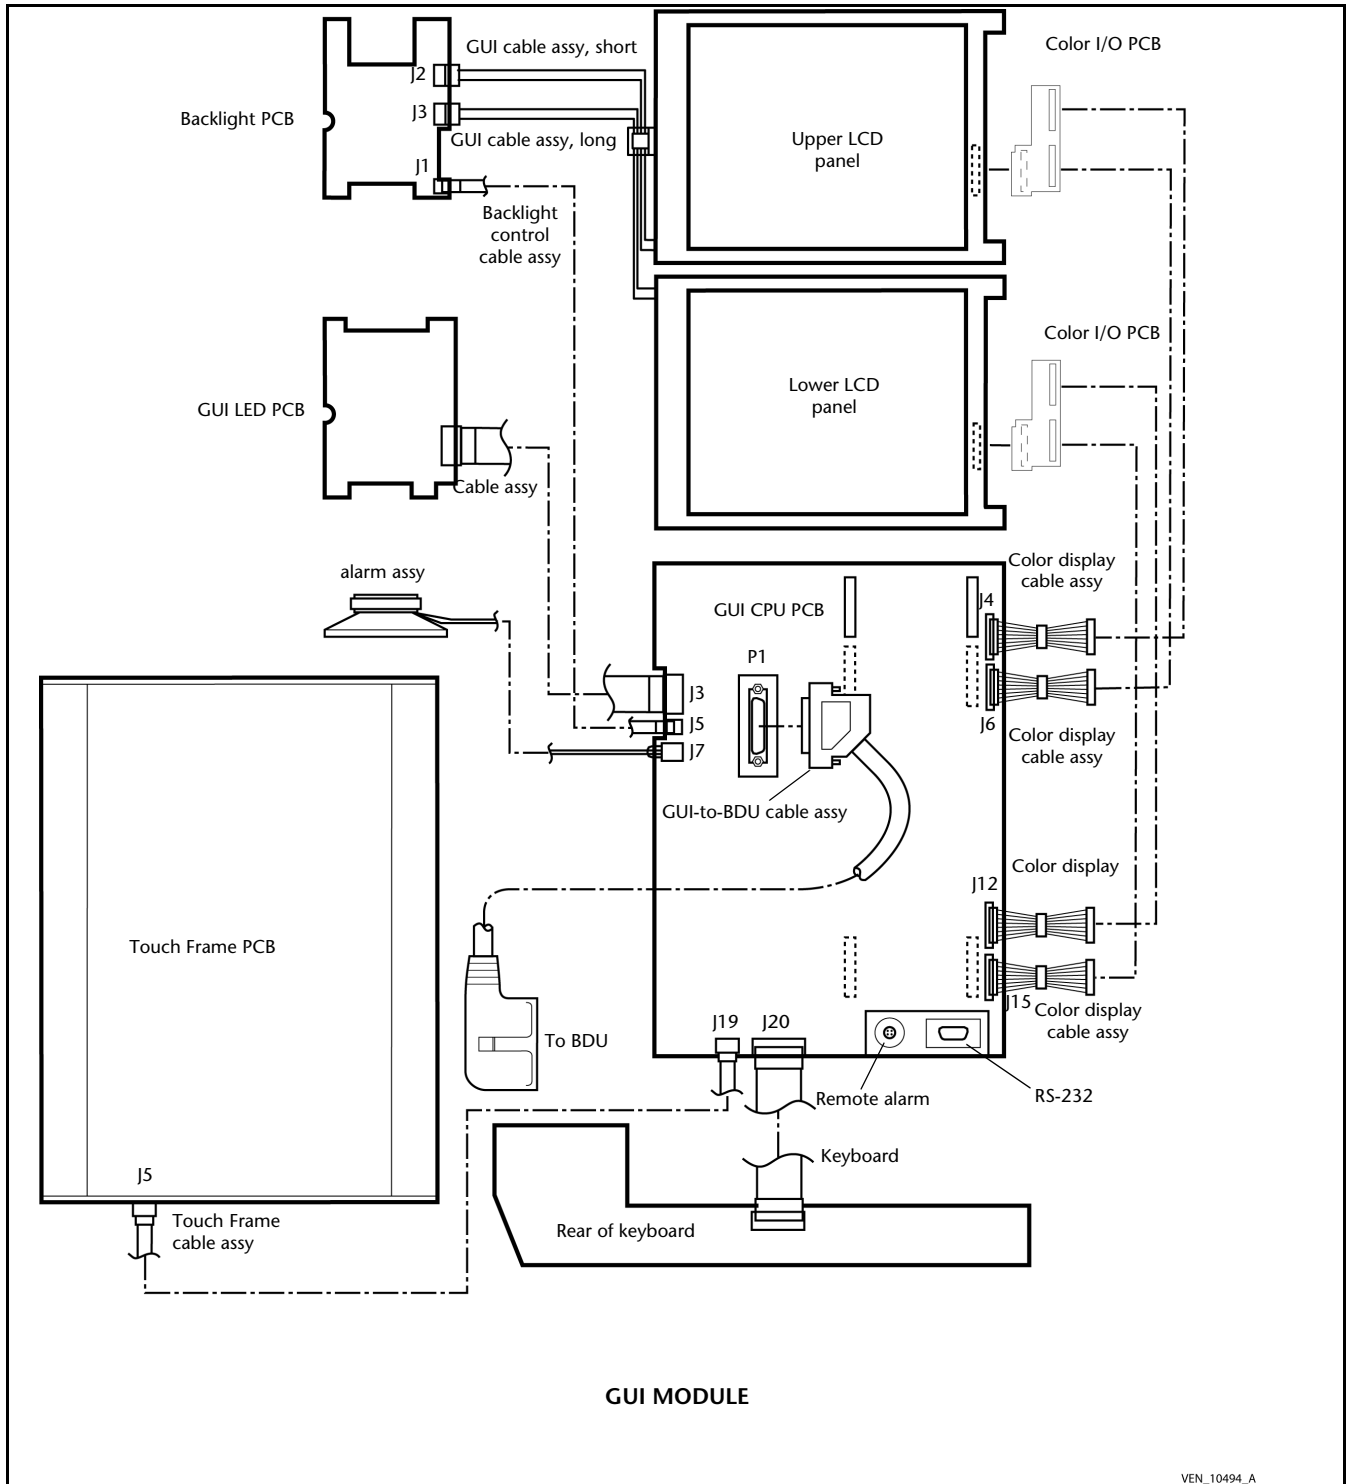 GUI cable assy, short
Color I/O PCB
J2
J3
Backlight PCB
GUI cable assy, long
Upper LCD
panel
J1
Backlight
control
cable assy
Color I/O PCB
Lower LCD
panel
GUI LED PCB
Cable assy
alarm assy
Color display
cable assy
GUI CPU PCB
J4
P1
J3
J5
J6
J7
Color display
cable assy
GUI-to-BDU cable assy
Color display
J12
Touch Frame PCB
J15
Color display
cable assy
J19
J20
To BDU
Remote alarm
RS-232
Keyboard
J5
Touch Frame
cable assy
Rear of keyboard
GUI MODULE
VEN_10494_A